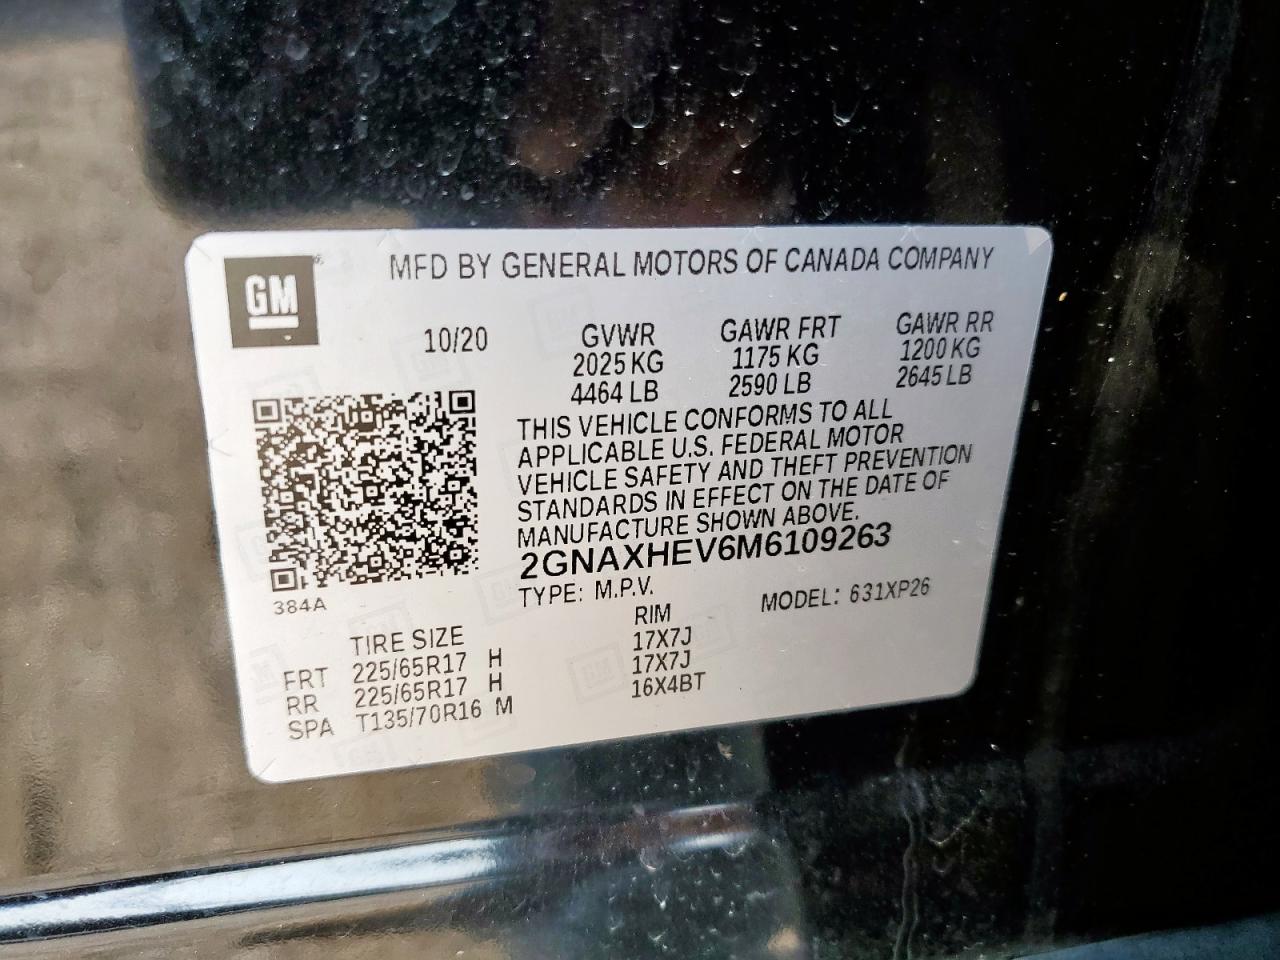 GM
MFD BY GENERAL MOTORS OF CANADA COMPANY
10/20 GVWR GAWR FRT GAWR RR
2025 KG 1175 KG 1200 KG
4464 LB 2590 LB 2645 LB
THIS VEHICLE CONFORMS TO ALL
APPLICABLE U.S. FEDERAL MOTOR
VEHICLE SAFETY AND THEFT PREVENTION
STANDARDS IN EFFECT ON THE DATE OF
MANUFACTURE SHOWN ABOVE.
2GNAXHEV6M6109263
TYPE: M.P.V. MODEL: 631XP26
384A
TIRE SIZE RIM
FRT 225/65R17 H 17X7J
RR 225/65R17 H 17X7J
SPA T135/70R16 M 16X4BT